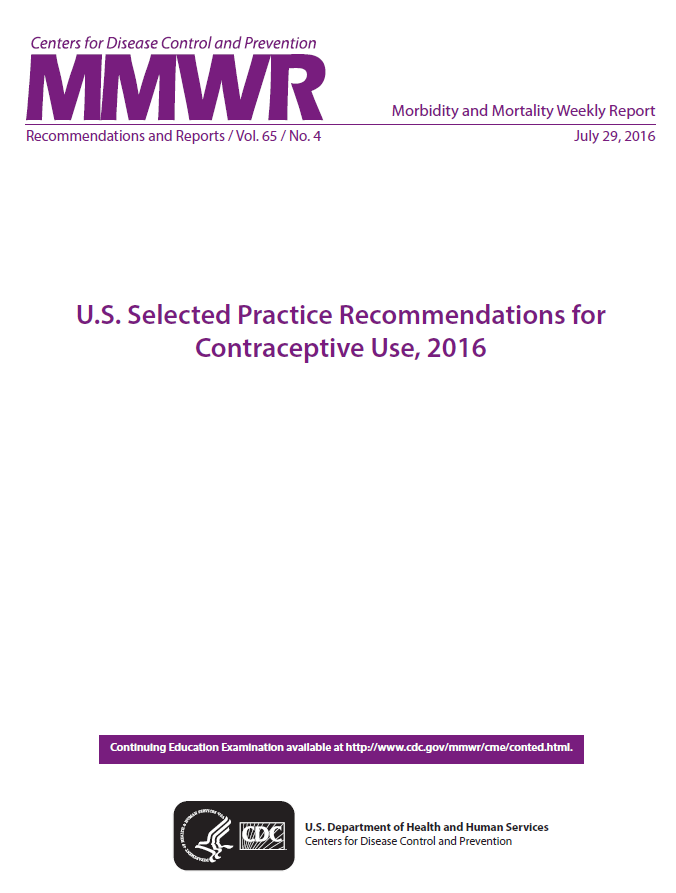 Centers for Disease Control and Prevention
MMWR
Morbidity and Mortality Weekly Report
Recommendations and Reports / Vol. 65 / No. 4
July 29, 2016
U.S. Selected Practice Recommendations for
Contraceptive Use, 2016
Continuing Education Examination available at http://www.cdc.gov/mmwr/cme/conted.html.
CDC
U.S. Department of Health and Human Services
Centers for Disease Control and Prevention